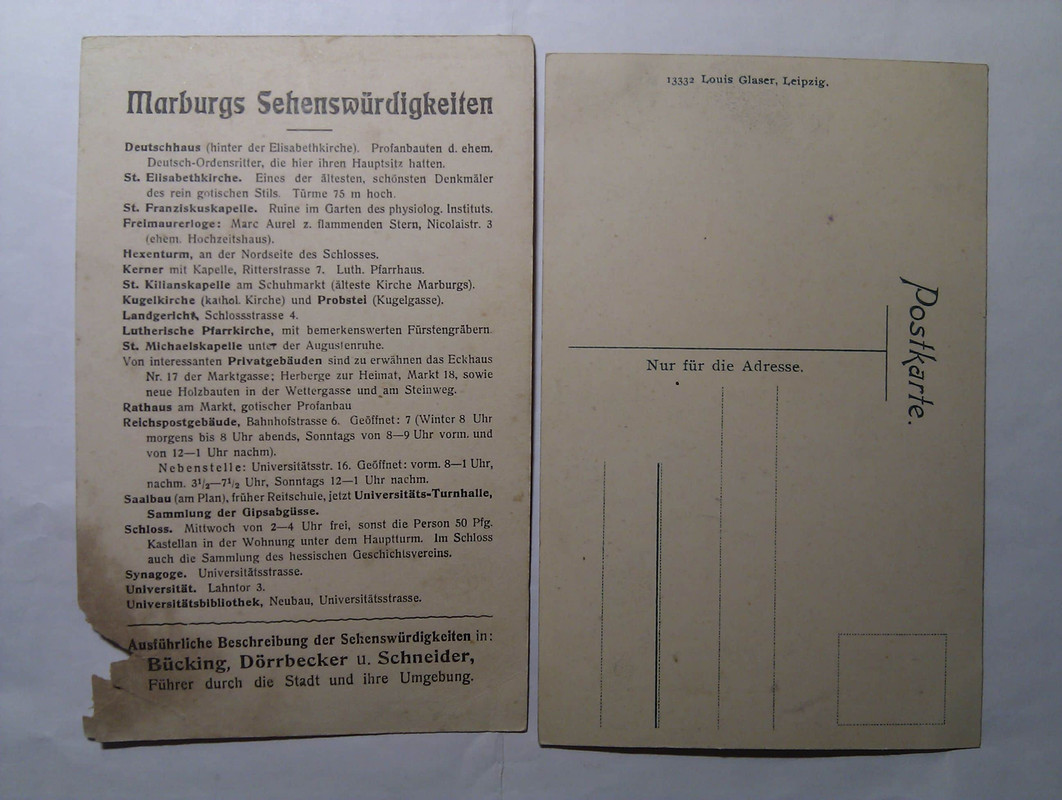 Marburgs Sehenswürdigkeiten
Deutschhaus (hinter der Elisabethkirche). Profanbauten d. ehem.
Deutsch-Ordensritter, die hier ihren Hauptsitz hatten.
St. Elisabethkirche. Eines der ältesten, schönsten Denkmäler
des rein gotischen Stils. Türme 75 m hoch.
St. Franziskuskapelle. Ruine im Garten des physiolog. Instituts.
Freimaurerloge: Marc Aurel z. flammenden Stern, Nicolaistr. 3
(ehem. Hochzeitshaus).
Hexenturm, an der Nordseite des Schlosses.
Kerner mit Kapelle, Ritterstrasse 7. Luth. Pfarrhaus.
St. Kilianskapelle am Schuhmarkt (älteste Kirche Marburgs).
Kugelkirche (kathol. Kirche) und Probstei (Kugelgasse).
Landgericht, Schlossstrasse 4.
Lutherische Pfarrkirche, mit bemerkenswerten Fürstengräbern
St. Michaelskapelle unter der Augustenruhe.
Von interessanten Privatgebäuden sind zu erwähnen das Eckhaus
Nr. 17 der Marktgasse; Herberge zur Heimat, Markt 18, sowie
neue Holzbauten in der Wettergasse und am Steinweg.
Rathaus am Markt, gotischer Profanbau
Reichspostgebäude, Bahnhofstrasse 6. Geöffnet: 7 (Winter 8 Uhr
morgens bis 8 Uhr abends, Sonntags von 8—9 Uhr vorm. und
von 12—1 Uhr nachm).
Nebenstelle: Universitätsstr. 16. Geöffnet: vorm. 8—1 Uhr,
nachm. 3½—7½ Uhr, Sonntags 12—1 Uhr nachm.
Saalbau (am Plan), früher Reitschule, jetzt Universitäts-Turnhalle,
Sammlung der Gipsabgüsse.
Schloss. Mittwoch von 2—4 Uhr frei, sonst die Person 50 Pfg.
Kastellan in der Wohnung unter dem Hauptturm. Im Schloss
auch die Sammlung des hessischen Geschichtsvereins.
Synagoge. Universitätsstrasse.
Universität. Lahntor 3.
Universitätsbibliothek, Neubau, Universitätsstrasse.
Ausführliche Beschreibung der Sehenswürdigkeiten in:
Bücking, Dörrbecker u. Schneider,
Führer durch die Stadt und ihre Umgebung.
13332 Louis Glaser, Leipzig.
Postkarte.
Nur für die Adresse.